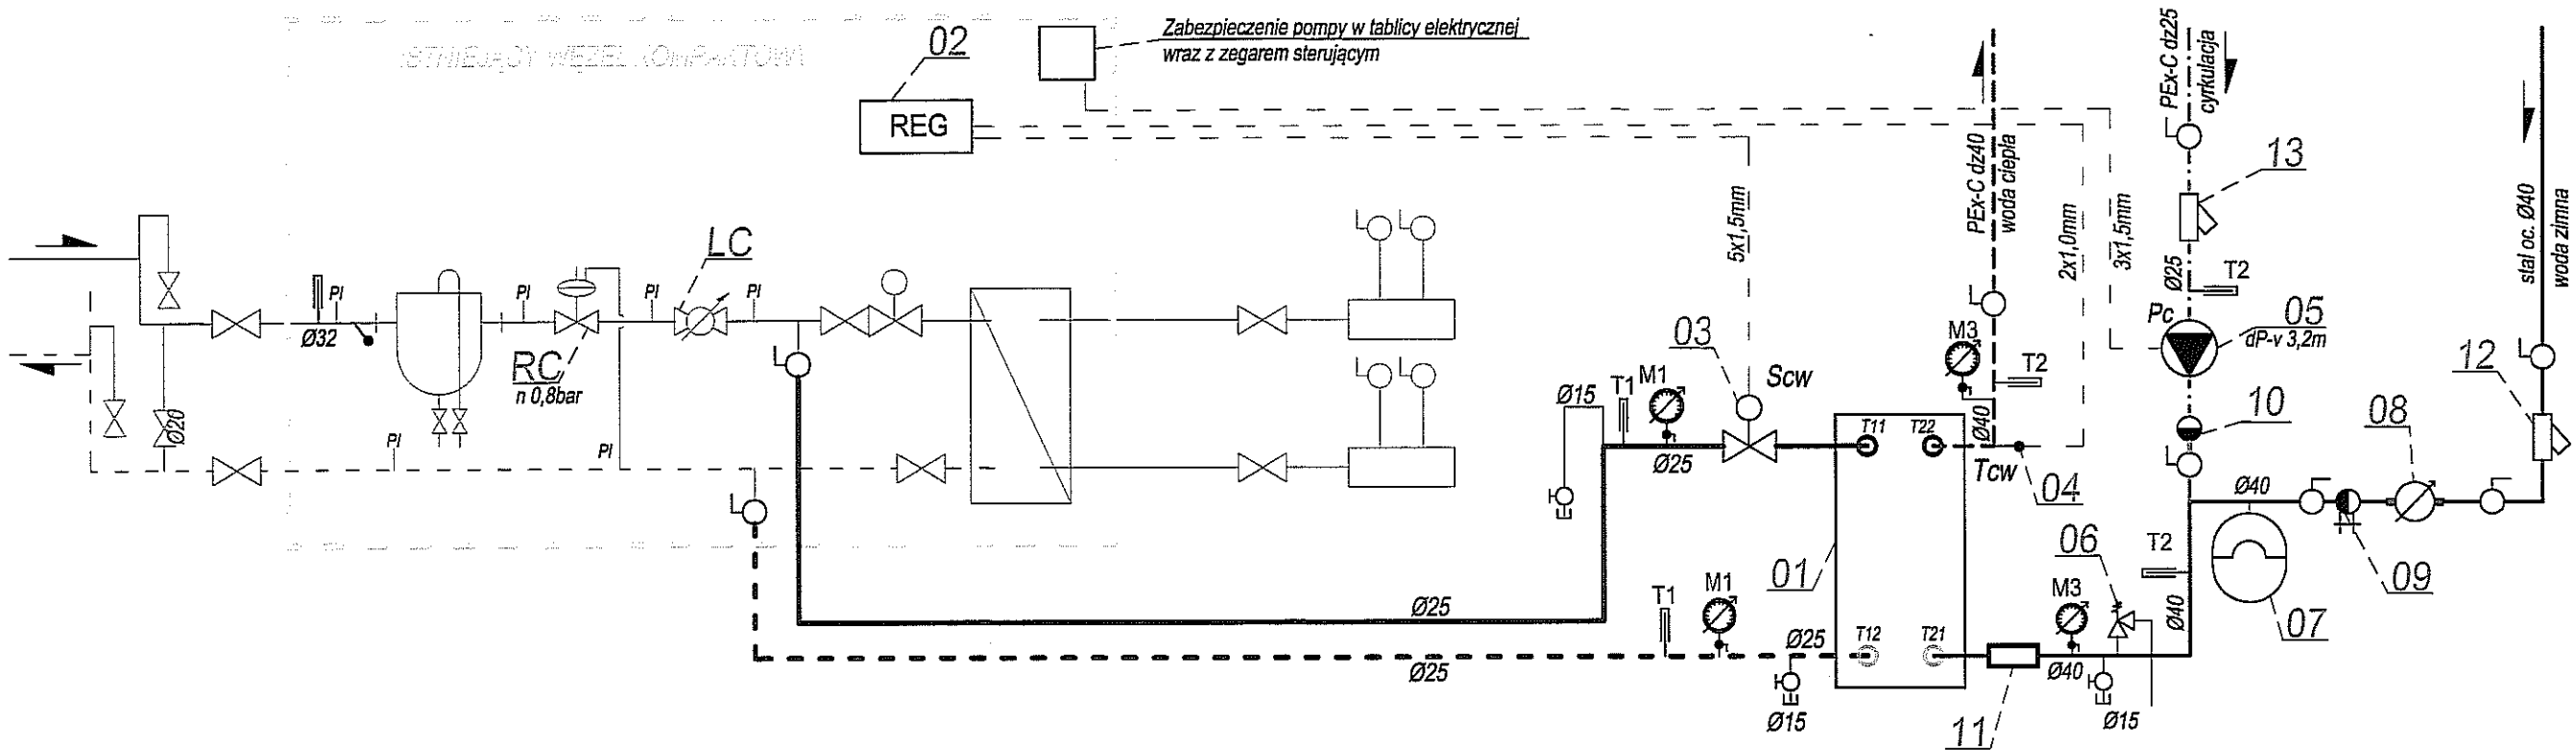 ISTNIEJĄCY WĘZEŁ KOMPAKTOWY
02
REG
Zabezpieczenie pompy w tablicy elektrycznej
wraz z zegarem sterującym
PEx-C dz40
woda ciepła
PEx-C dz25
cyrkulacja
stal oc. Ø40
woda zimna
13
5x1,5mm
2x1,0mm
3x1,5mm
Ø25
T2
Pc
05
dP-v 3,2m
LC
PI
PI
PI
PI
Ø32
RC
n 0,8bar
Ø20
PI
PI
03
Scw
M3
T2
12
Ø15
T1
M1
Ø25
T11
T22
Ø40
Tcw
04
10
08
Ø40
09
07
T2
06
01
Ø25
T1
M1
Ø25
Ø25
T12
T21
M3
Ø40
Ø40
Ø15
11
Ø15